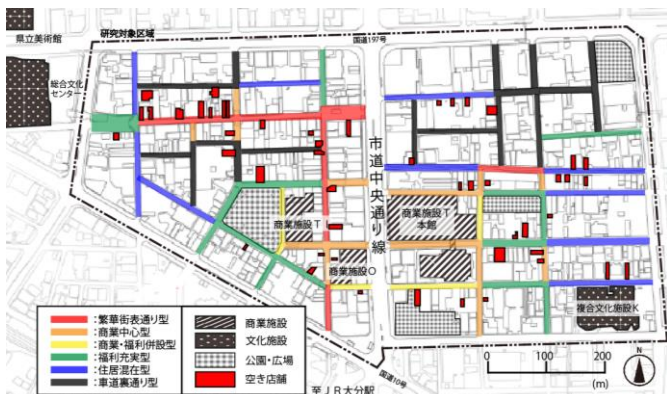 研究対象区域
国道197号
県立美術館
総合文化
センター
市道中央通り線
商業施設T
商業施設T
本館
商業施設O
複合文化施設K
:繁華街表通り型
:商業中心型
:商業・福利併設型
:福利充実型
:住居混在型
:車道裏通り型
商業施設
文化施設
公園・広場
空き店舗
0 100 200
(m)
N
国道10号
至JR大分駅